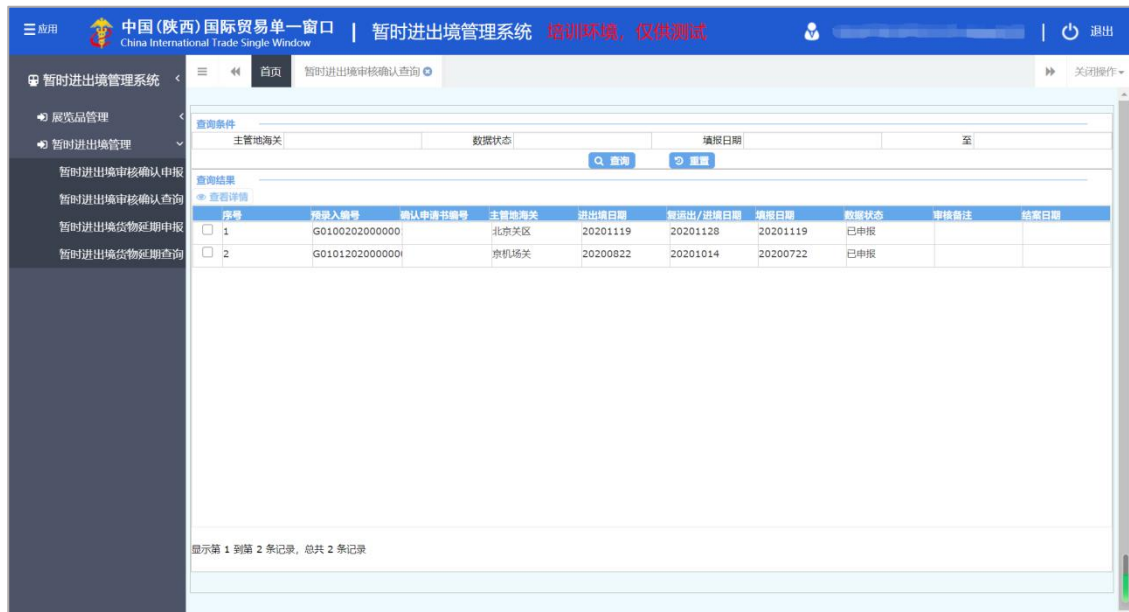 应用 中国(陕西)国际贸易单一窗口 | 暂时进出境管理系统 培训环境,仅供测试 | 退出
China International Trade Single Window
暂时进出境管理系统 首页 暂时进出境审核确认查询 关闭操作
展览品管理
暂时进出境管理
暂时进出境审核确认申报
暂时进出境审核确认查询
暂时进出境货物延期申报
暂时进出境货物延期查询
查询条件
主管地海关 数据状态 填报日期 至
查询 重置
查询结果
查看详情
序号 预录入编号 确认申请书编号 主管地海关 进出境日期 复运出/进境日期 填报日期 数据状态 审核备注 结案日期
1 G0100202000000 北京关区 20201119 20201128 20201119 已申报
2 G0101202000000 京机场关 20200822 20201014 20200722 已申报
显示第 1 到第 2 条记录,总共 2 条记录